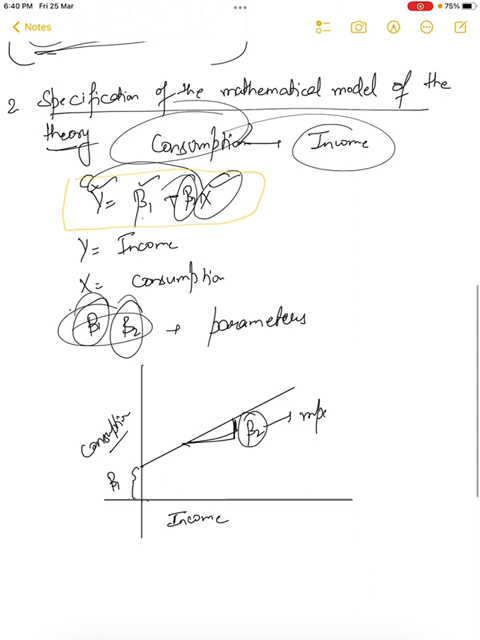 6:40 PM Fri 25 Mar
75%
Notes
2 Specification of the mathematical model of the
theory Consumption → Income
Y = β₁ + β₂X
Y = Income
X = Consumption
β₁ β₂ → parameters
Consumption
β₂ → mpc
β₁
Income